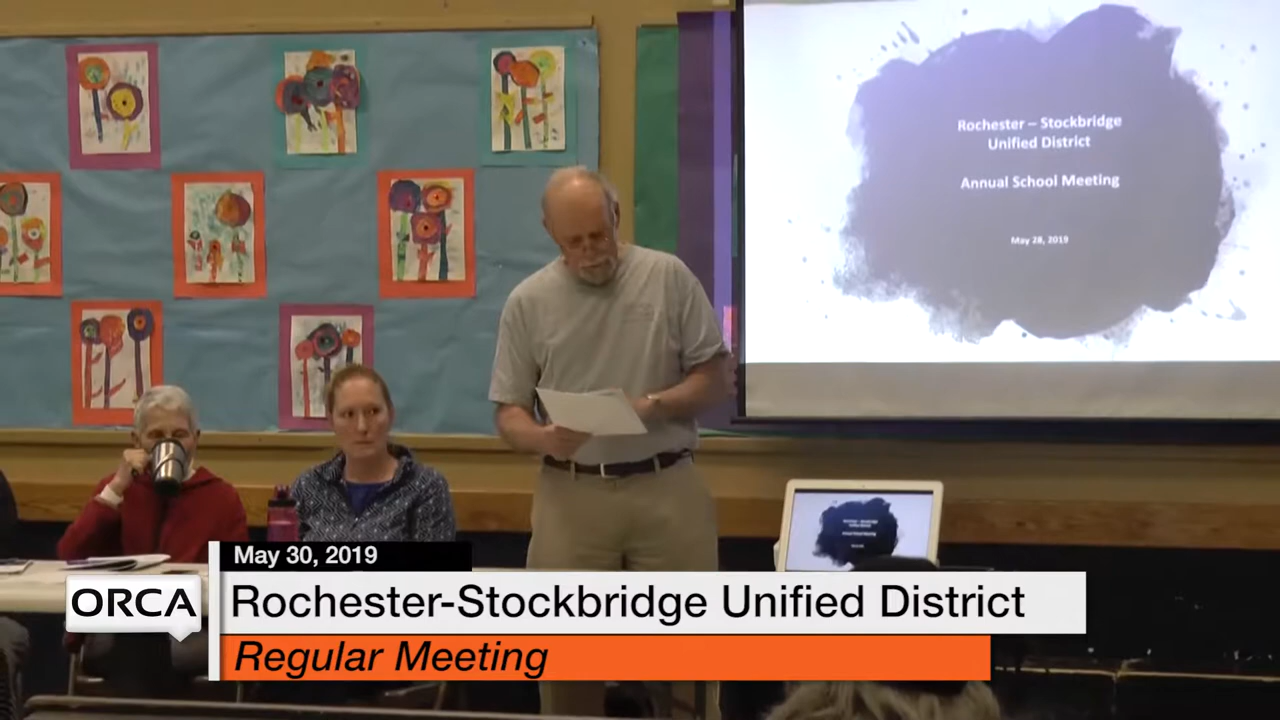 Rochester – Stockbridge
Unified District
Annual School Meeting
May 28, 2019
May 30, 2019
ORCA
Rochester-Stockbridge Unified District
Regular Meeting